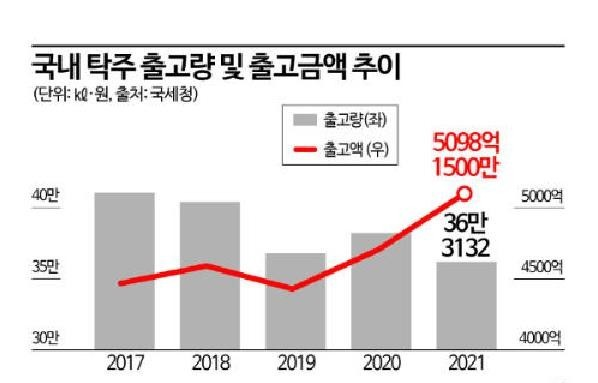 국내 탁주 출고량 및 출고금액 추이
(단위: ㎘·원, 출처: 국세청)
출고량(좌)
출고액(우)
5098억
1500만
40만
5000억
36만
3132
35만
4500억
30만
4000억
2017 2018 2019 2020 2021